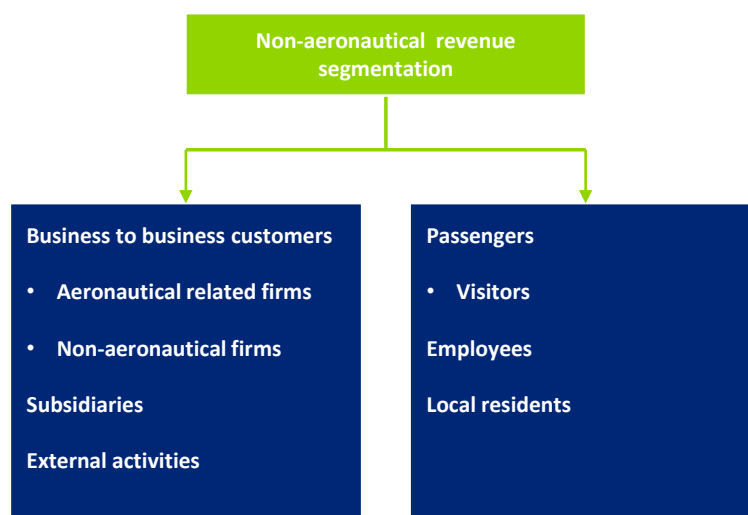 Non-aeronautical revenue
segmentation
Business to business customers
• Aeronautical related firms
• Non-aeronautical firms
Subsidiaries
External activities
Passengers
• Visitors
Employees
Local residents